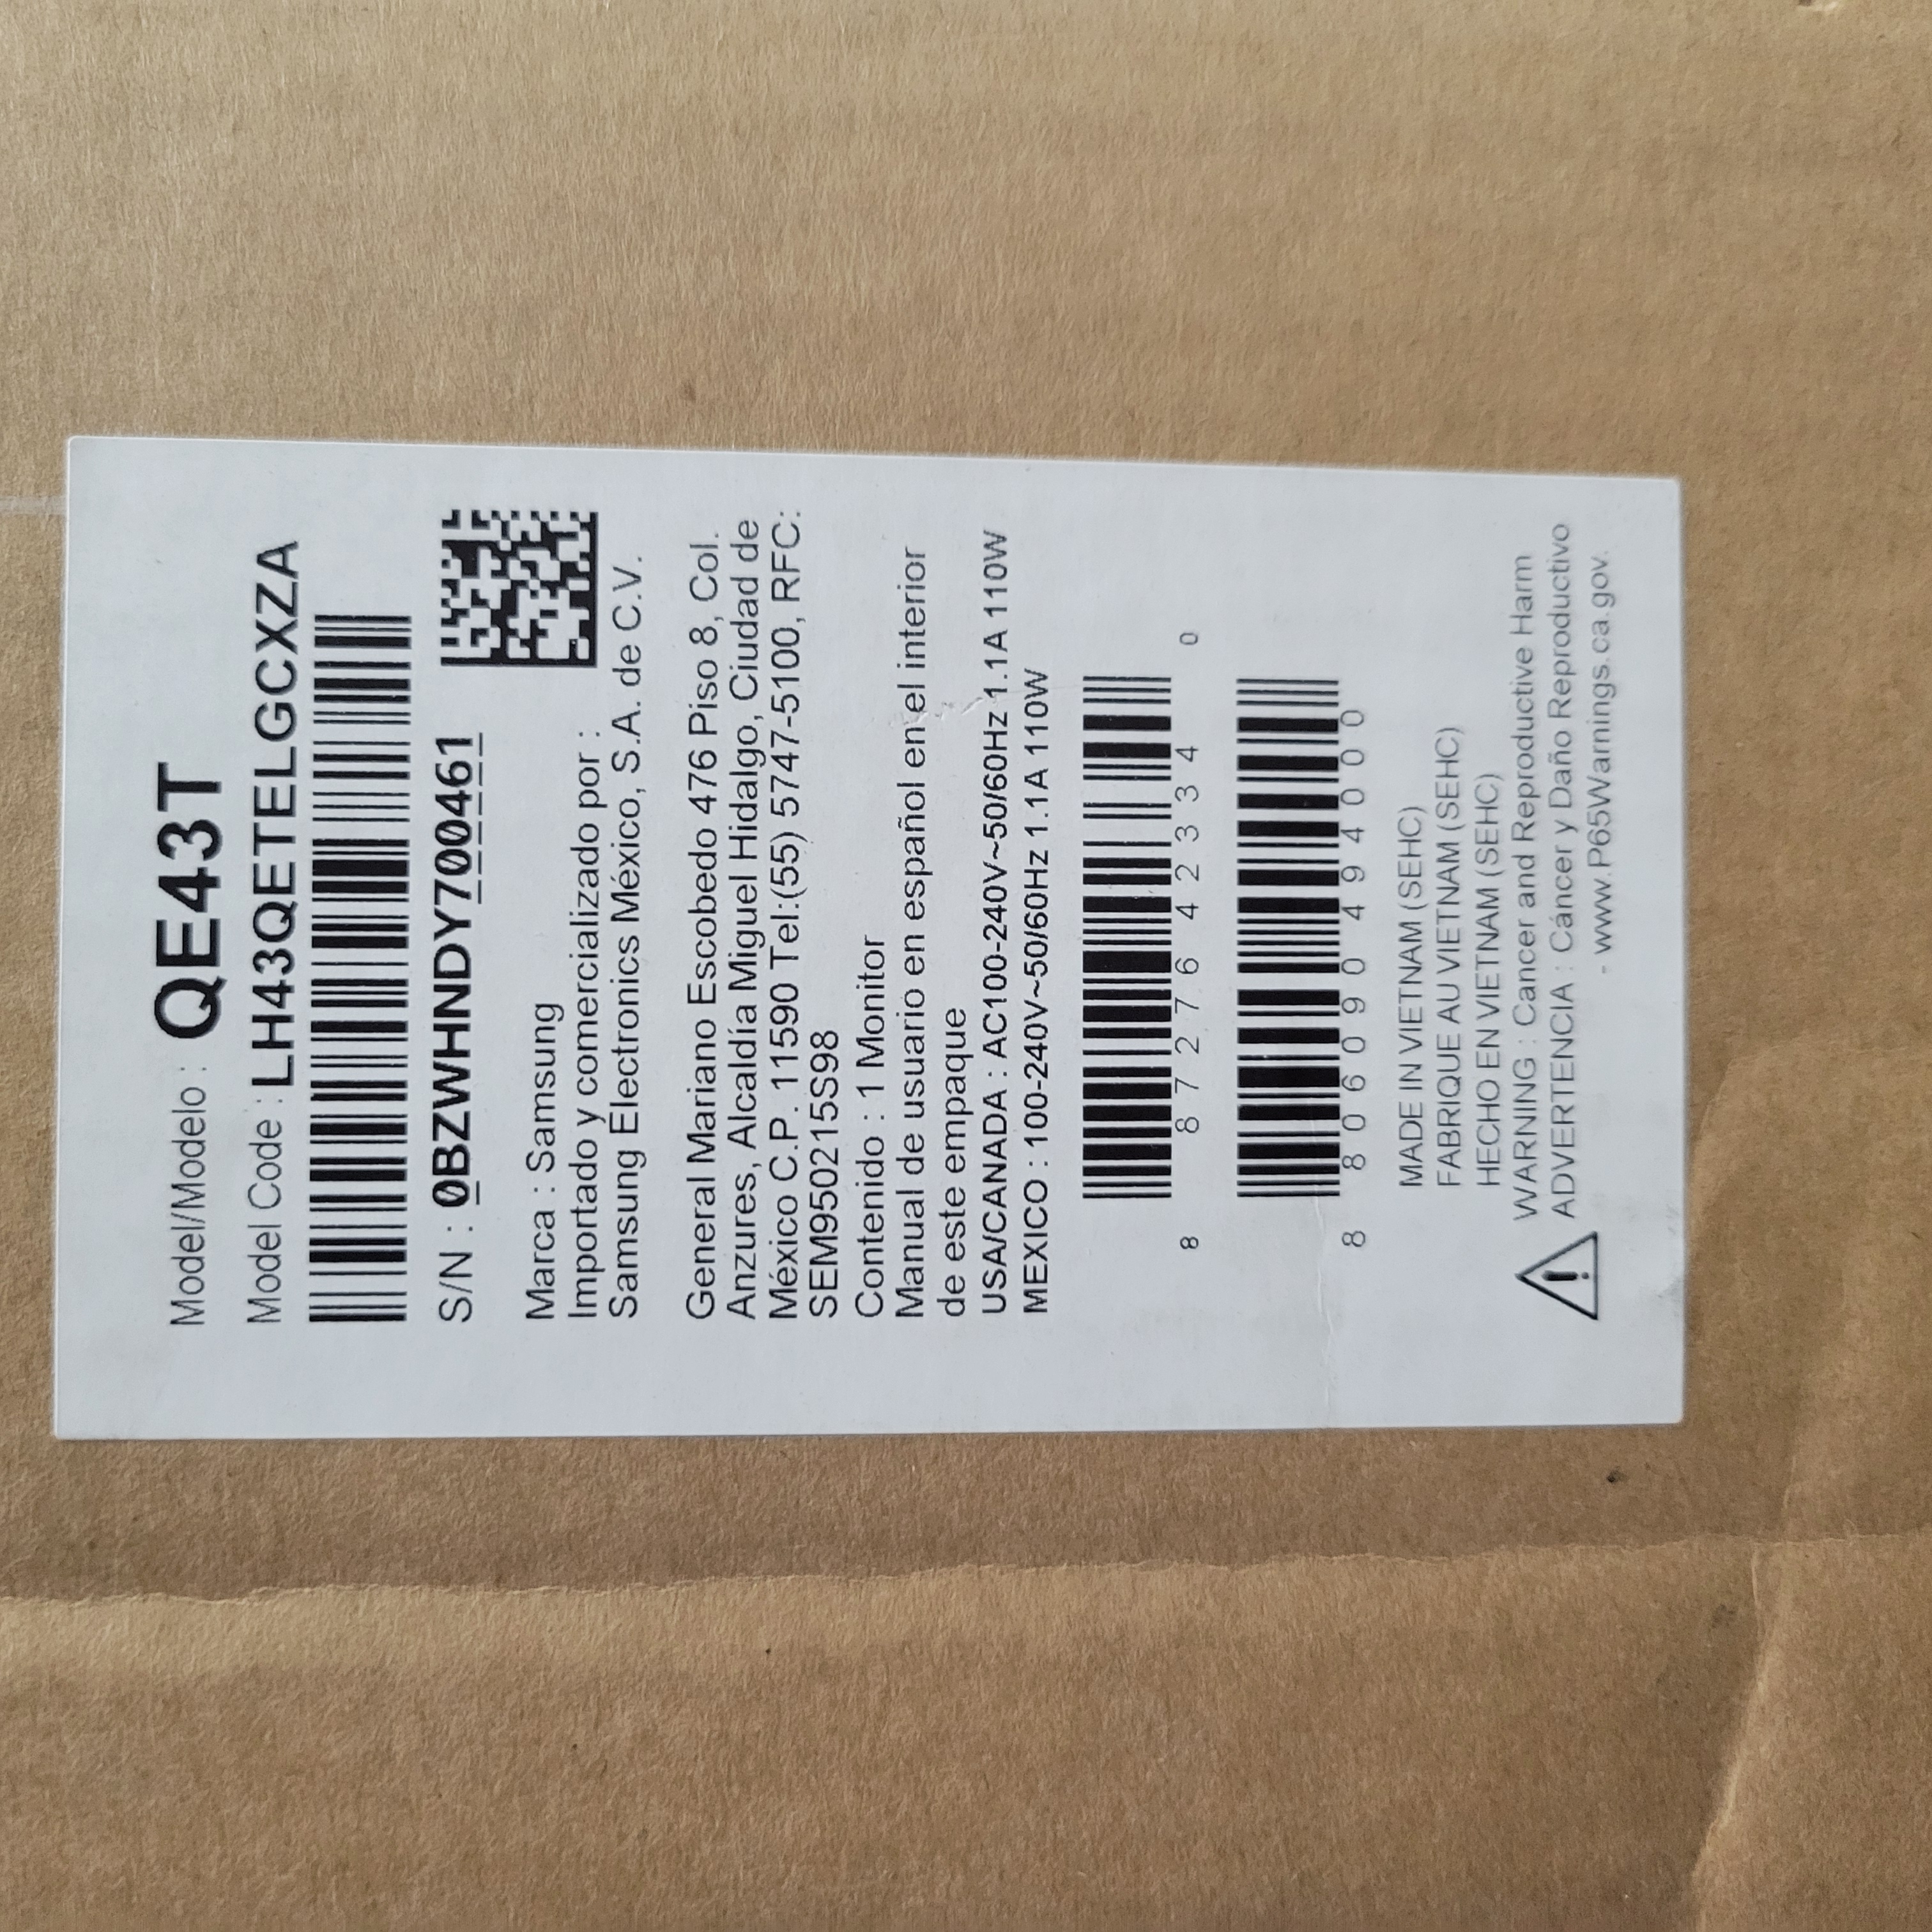 Model/Modelo : QE43T
Model Code : LH43QETELGCXZA
S/N : 0BZWHNDY700461
Marca : Samsung
Importado y comercializado por :
Samsung Electronics México, S.A. de C.V.
General Mariano Escobedo 476 Piso 8, Col.
Anzures, Alcaldía Miguel Hidalgo, Ciudad de
México C.P. 11590 Tel:(55) 5747-5100, RFC:
SEM950215S98
Contenido : 1 Monitor
Manual de usuario en español en el interior
de este empaque
USA/CANADA : AC100-240V~50/60Hz 1.1A 110W
MEXICO : 100-240V~50/60Hz 1.1A 110W
8 87276 42334 0
8 806090 494000
MADE IN VIETNAM (SEHC)
FABRIQUE AU VIETNAM (SEHC)
HECHO EN VIETNAM (SEHC)
WARNING : Cancer and Reproductive Harm
ADVERTENCIA : Cáncer y Daño Reproductivo
- www.P65Warnings.ca.gov.